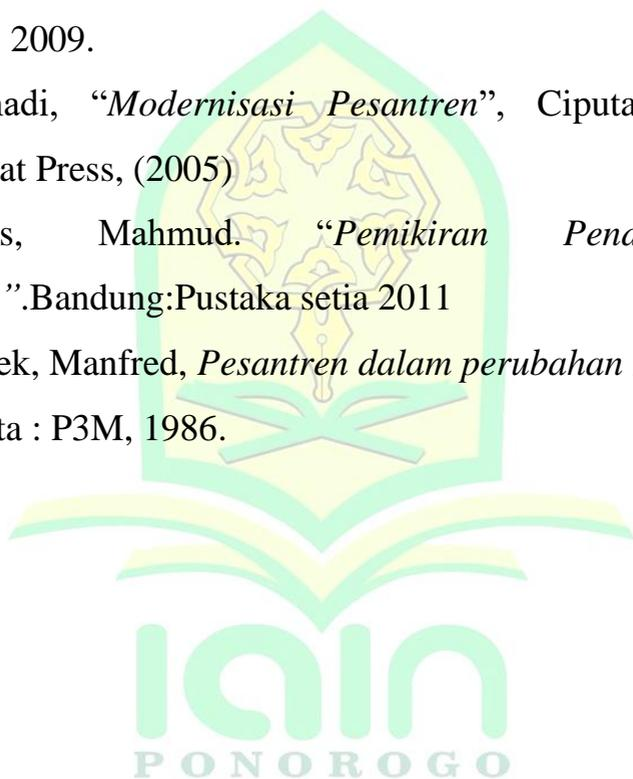 2009.
nadi, “Modernisasi Pesantren”, Ciputa
at Press, (2005)
s, Mahmud. “Pemikiran Pend
”.Bandung:Pustaka setia 2011
ek, Manfred, Pesantren dalam perubahan
ta : P3M, 1986.
iain
PONOROGO